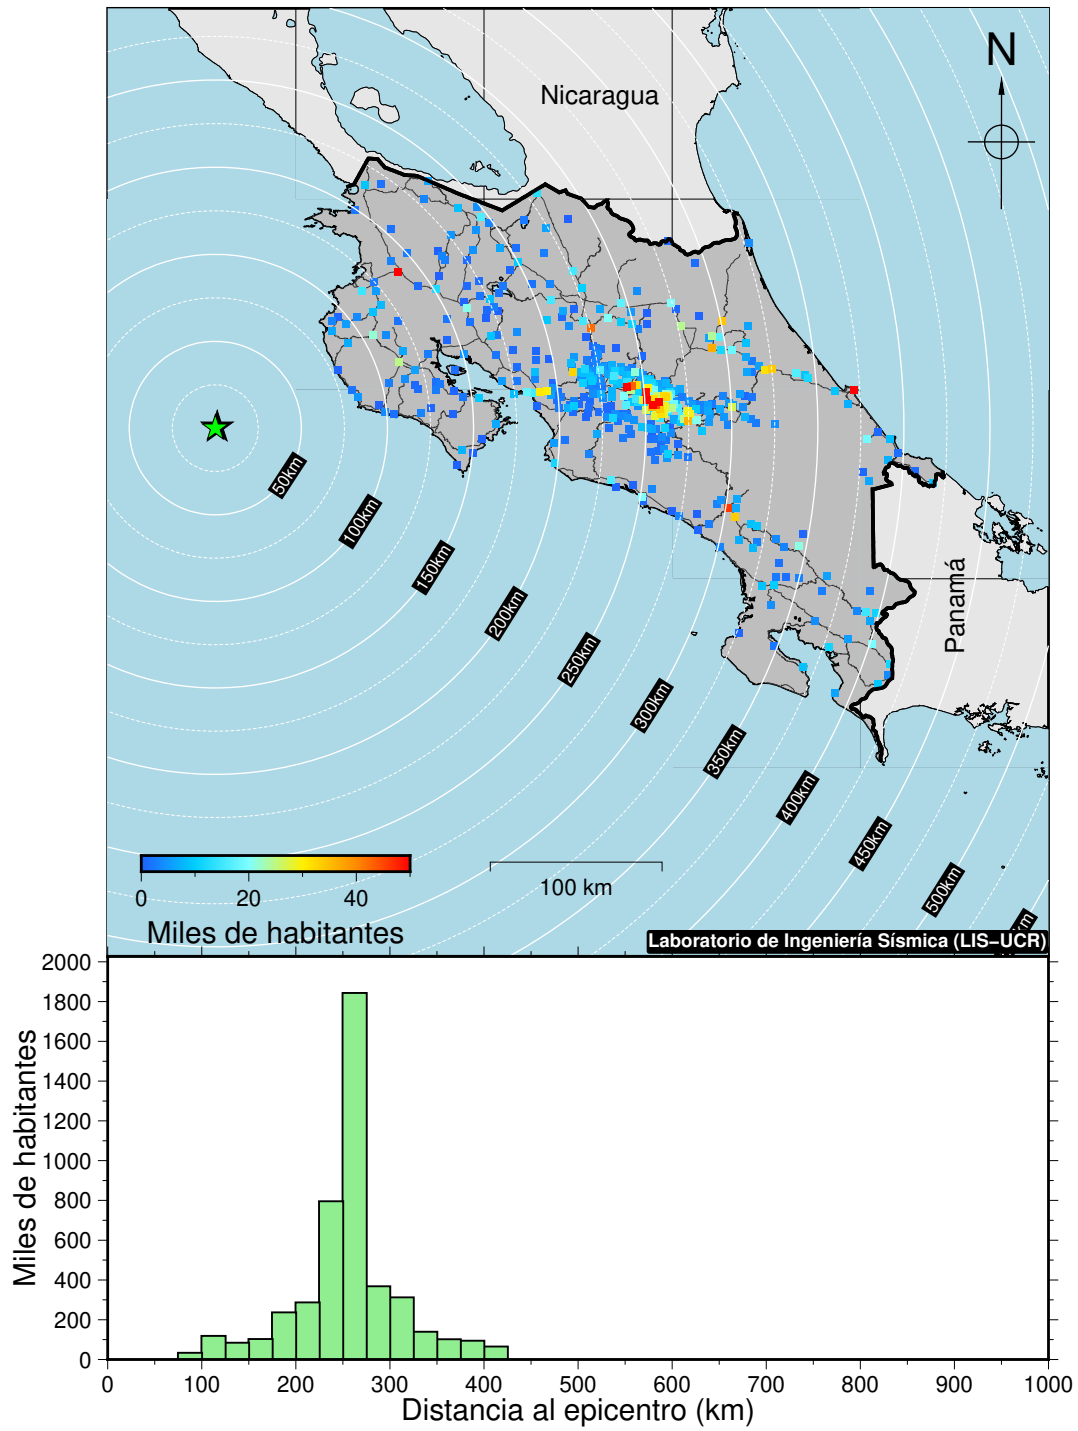 N
Nicaragua
Panamá
50km
100km
150km
200km
250km
300km
350km
400km
450km
500km
km
0 20 40
Miles de habitantes
100 km
Laboratorio de Ingeniería Sísmica (LIS–UCR)
2000
1800
1600
1400
1200
1000
800
600
400
200
0
Miles de habitantes
0 100 200 300 400 500 600 700 800 900 1000
Distancia al epicentro (km)